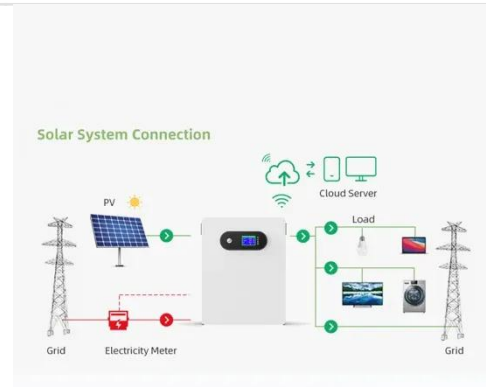 Solar System Connection
Cloud Server
PV
Load
Grid
Electricity Meter
Grid